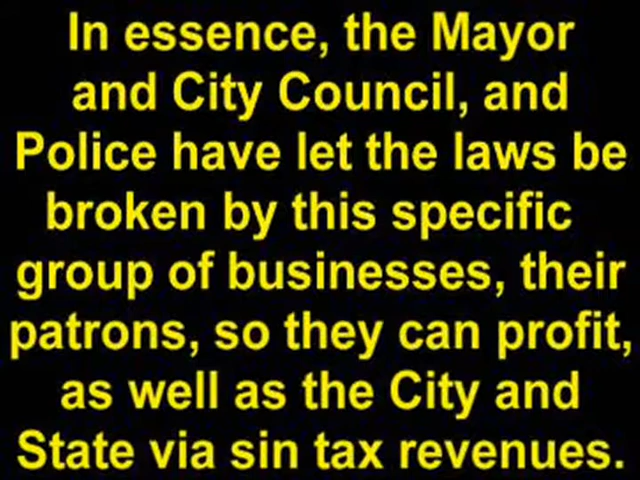 In essence, the Mayor
and City Council, and
Police have let the laws be
broken by this specific
group of businesses, their
patrons, so they can profit,
as well as the City and
State via sin tax revenues.